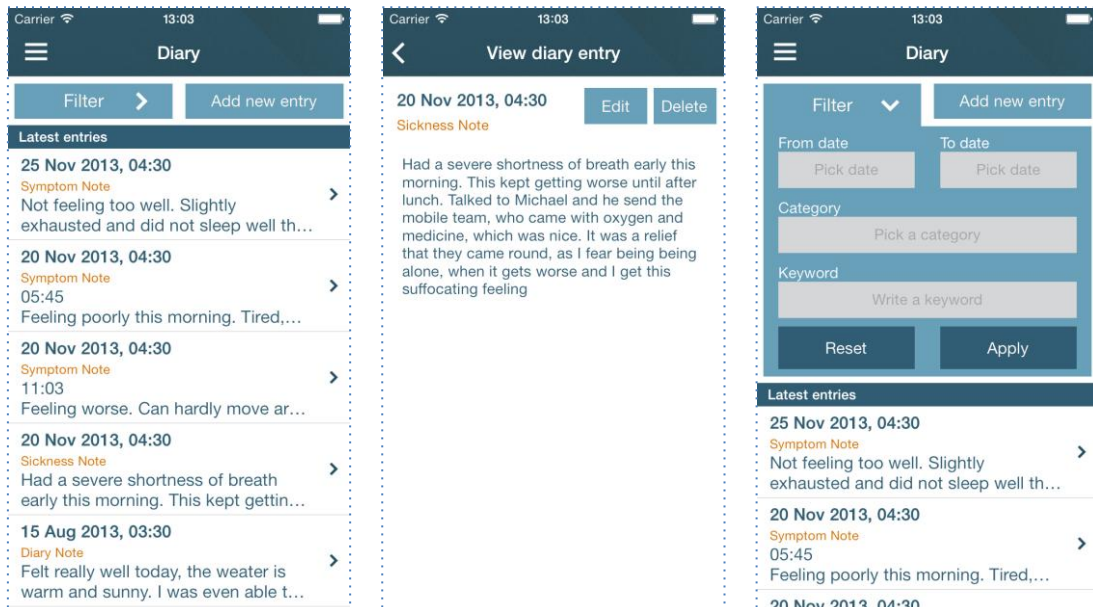 Carrier 13:03
Diary
Filter Add new entry
Latest entries
25 Nov 2013, 04:30
Symptom Note
Not feeling too well. Slightly
exhausted and did not sleep well th...
20 Nov 2013, 04:30
Symptom Note
05:45
Feeling poorly this morning. Tired,...
20 Nov 2013, 04:30
Symptom Note
11:03
Feeling worse. Can hardly move ar...
20 Nov 2013, 04:30
Sickness Note
Had a severe shortness of breath
early this morning. This kept gettin...
15 Aug 2013, 03:30
Diary Note
Felt really well today, the weater is
warm and sunny. I was even able t...
Carrier 13:03
View diary entry
20 Nov 2013, 04:30 Edit Delete
Sickness Note
Had a severe shortness of breath early this
morning. This kept getting worse until after
lunch. Talked to Michael and he send the
mobile team, who came with oxygen and
medicine, which was nice. It was a relief
that they came round, as I fear being being
alone, when it gets worse and I get this
suffocating feeling
Carrier 13:03
Diary
Filter Add new entry
From date To date
Pick date Pick date
Category
Pick a category
Keyword
Write a keyword
Reset Apply
Latest entries
25 Nov 2013, 04:30
Symptom Note
Not feeling too well. Slightly
exhausted and did not sleep well th...
20 Nov 2013, 04:30
Symptom Note
05:45
Feeling poorly this morning. Tired,...
20 Nov 2013, 04:30